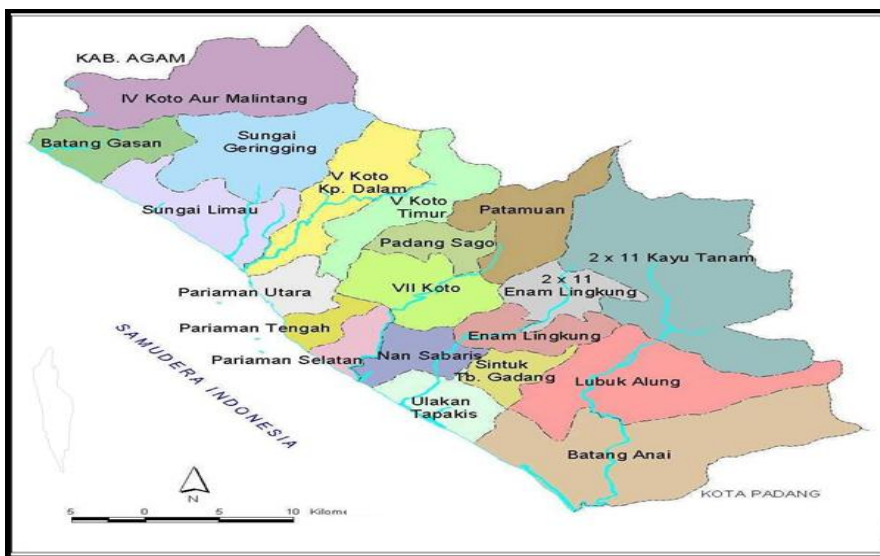 KAB. AGAM
IV Koto Aur Malintang
Batang Gasan
Sungai
Geringging
V Koto
Kp. Dalam
Sungai Limau
V Koto
Timur
Patamuan
Padang Sago
2 x 11 Kayu Tanam
Pariaman Utara
VII Koto
2 x 11
Enam Lingkung
Pariaman Tengah
Enam Lingkung
Pariaman Selatan
Nan Sabaris
Sintuk
Tb. Gadang
Lubuk Alung
Ulakan
Tapakis
SAMUDERA INDONESIA
Batang Anai
KOTA PADANG
N
5 0 5 10